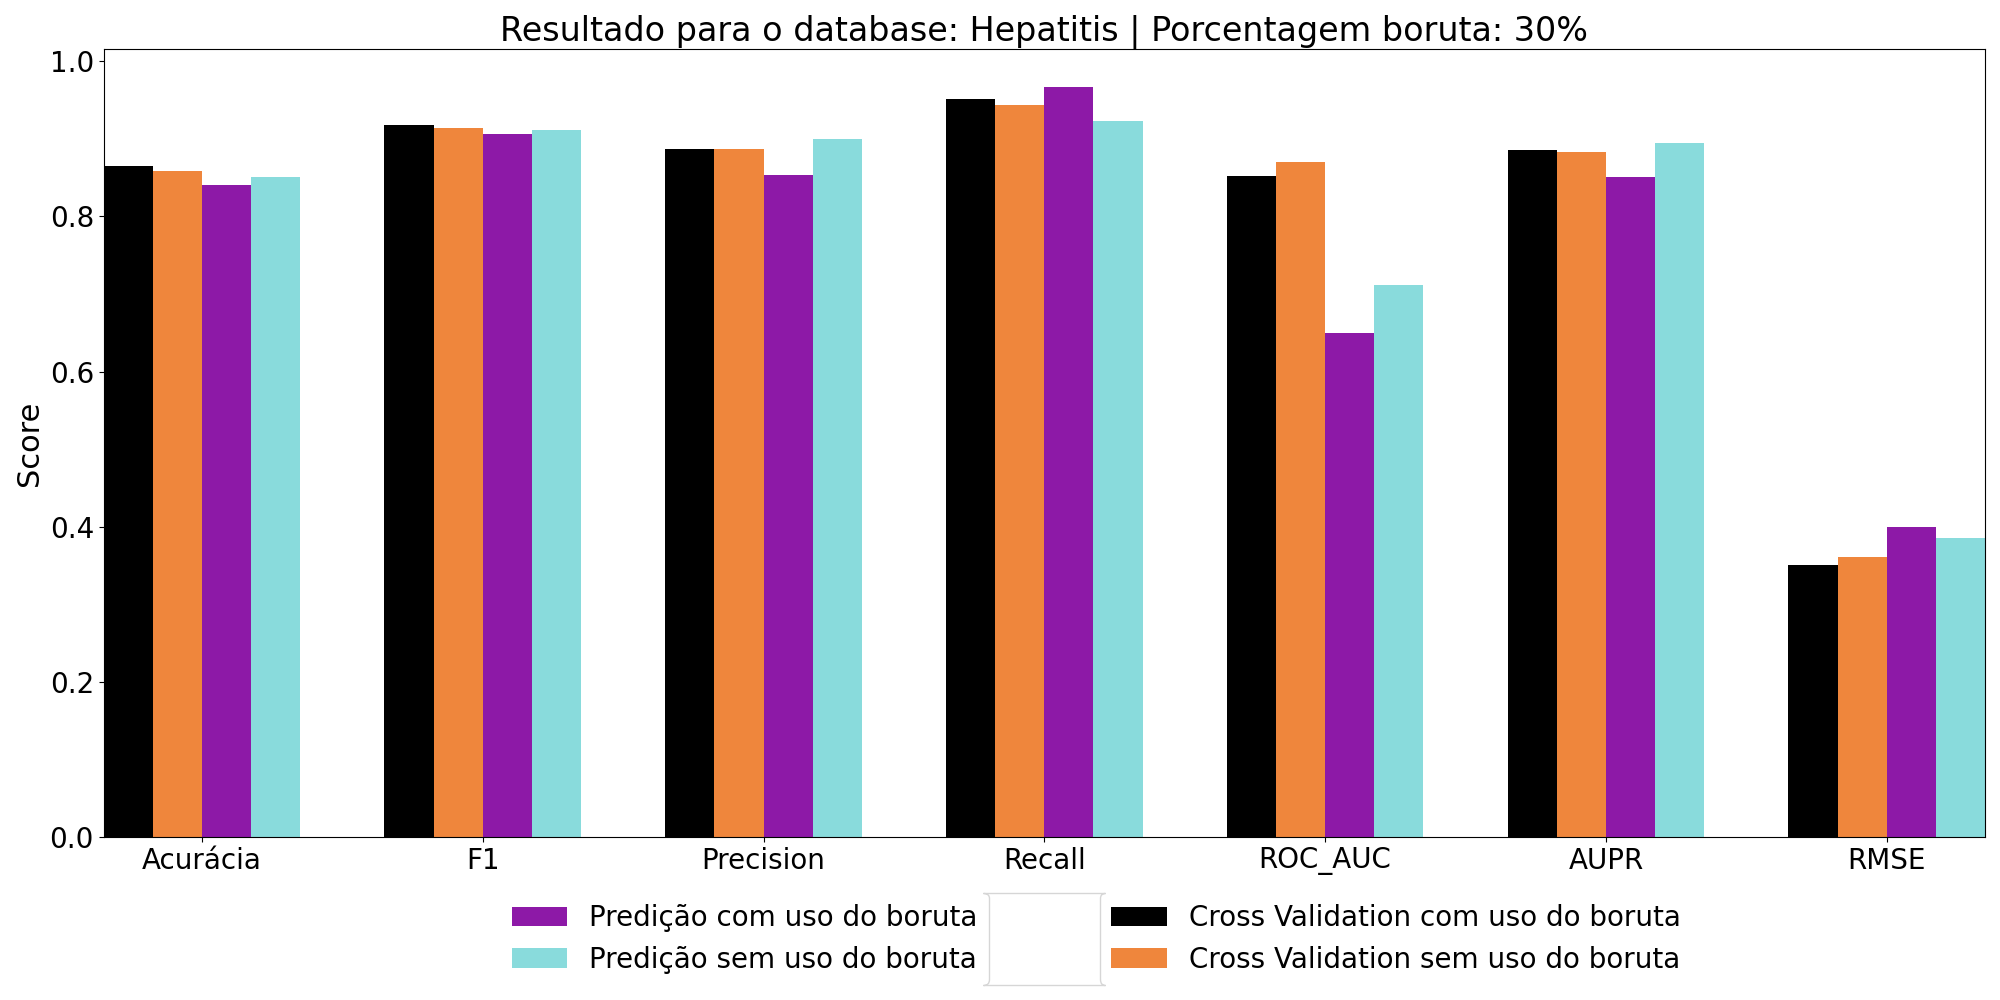 Resultado para o database: Hepatitis | Porcentagem boruta: 30%
1.0
0.8
0.6
0.4
0.2
0.0
Score
Acurácia
F1
Precision
Recall
ROC_AUC
AUPR
RMSE
Predição com uso do boruta
Predição sem uso do boruta
Cross Validation com uso do boruta
Cross Validation sem uso do boruta